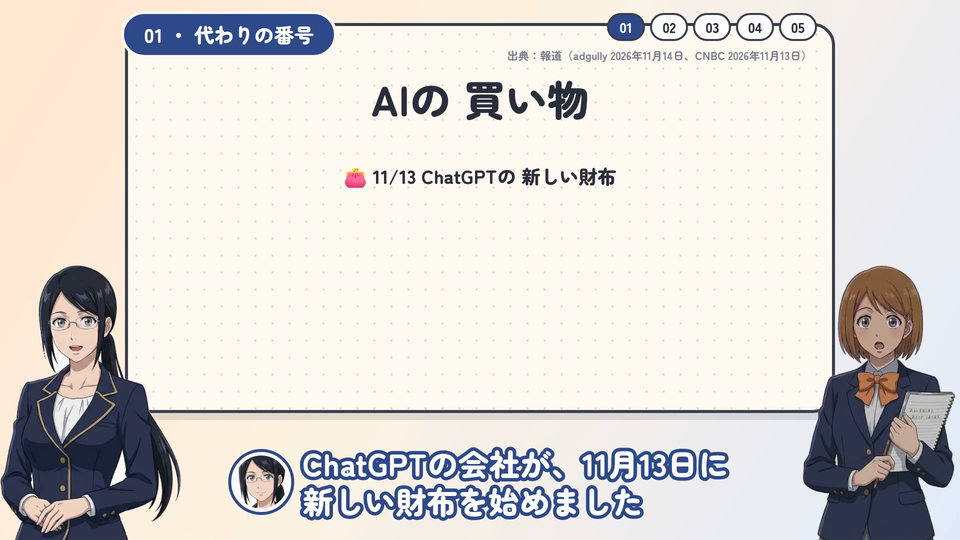 01 ・ 代わりの番号
01 02 03 04 05
出典：報道（adgully 2026年11月14日、CNBC 2026年11月13日）
AIの 買い物
👛 11/13 ChatGPTの 新しい財布
ChatGPTの会社が、11月13日に
新しい財布を始めました